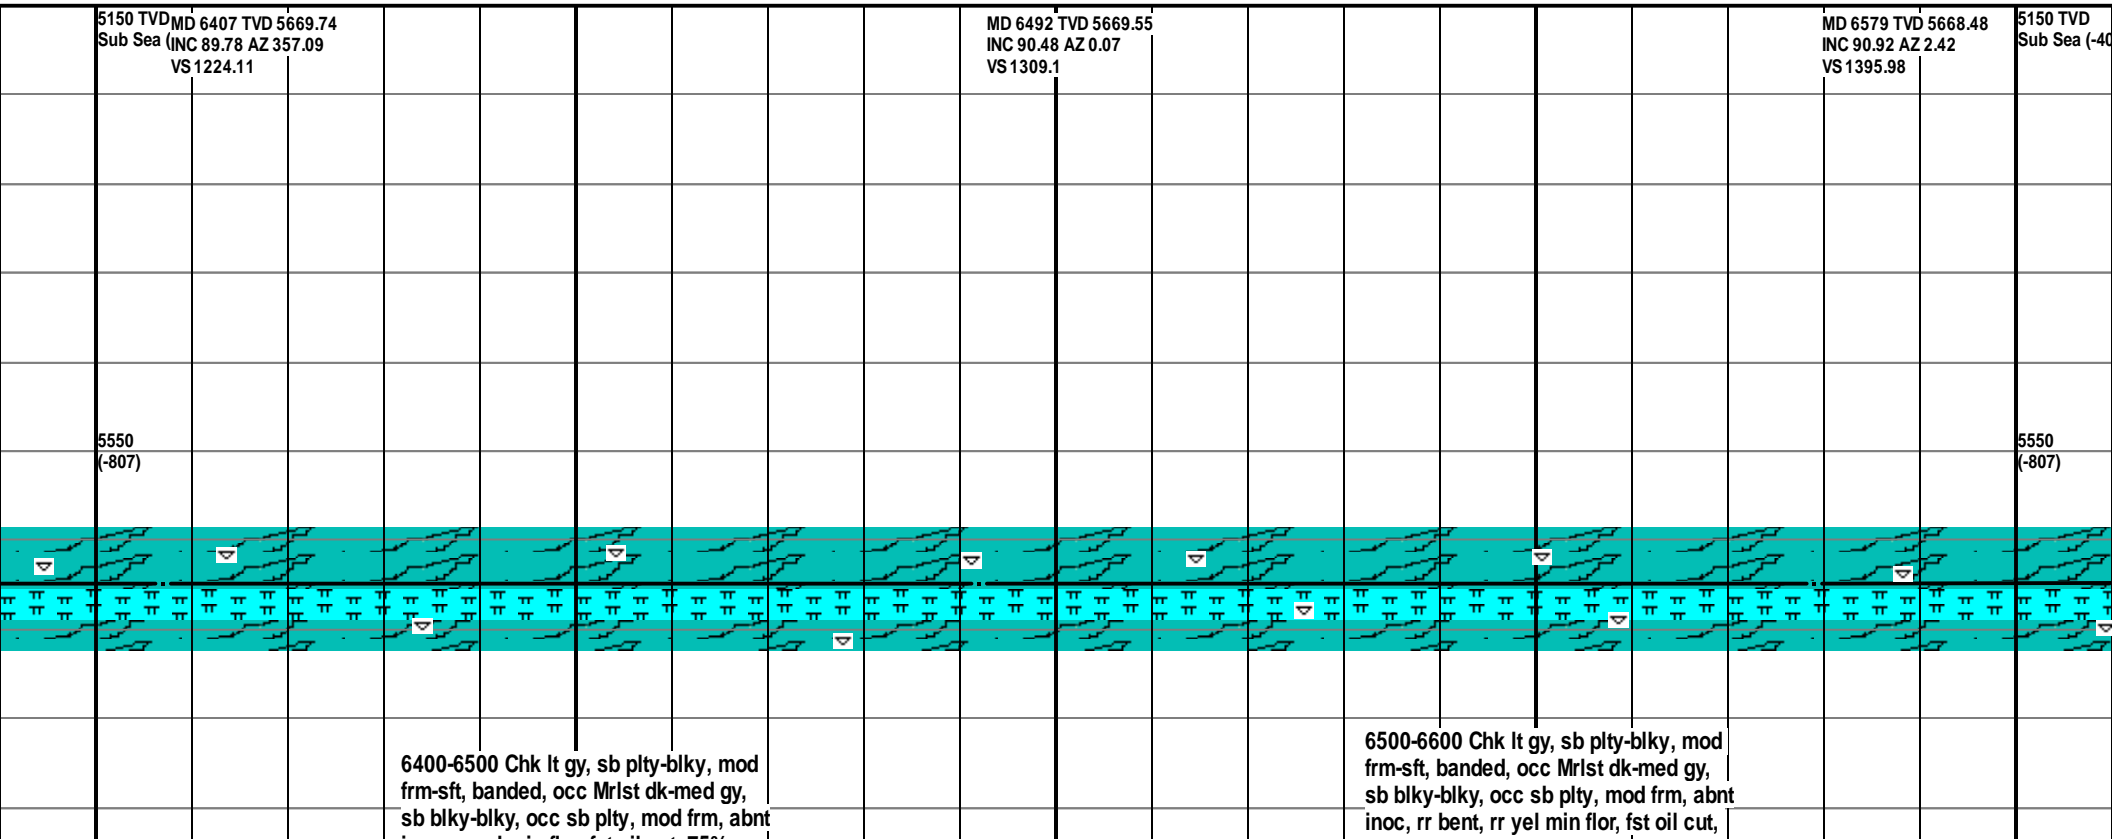 5150 TVD
Sub Sea (
MD 6407 TVD 5669.74
INC 89.78 AZ 357.09
VS 1224.11
MD 6492 TVD 5669.55
INC 90.48 AZ 0.07
VS 1309.1
MD 6579 TVD 5668.48
INC 90.92 AZ 2.42
VS 1395.98
5150 TVD
Sub Sea (-40
5550
(-807)
5550
(-807)
6400-6500 Chk lt gy, sb plty-blky, mod
frm-sft, banded, occ Mrlst dk-med gy,
sb blky-blky, occ sb plty, mod frm, abnt
6500-6600 Chk lt gy, sb plty-blky, mod
frm-sft, banded, occ Mrlst dk-med gy,
sb blky-blky, occ sb plty, mod frm, abnt
inoc, rr bent, rr yel min flor, fst oil cut,